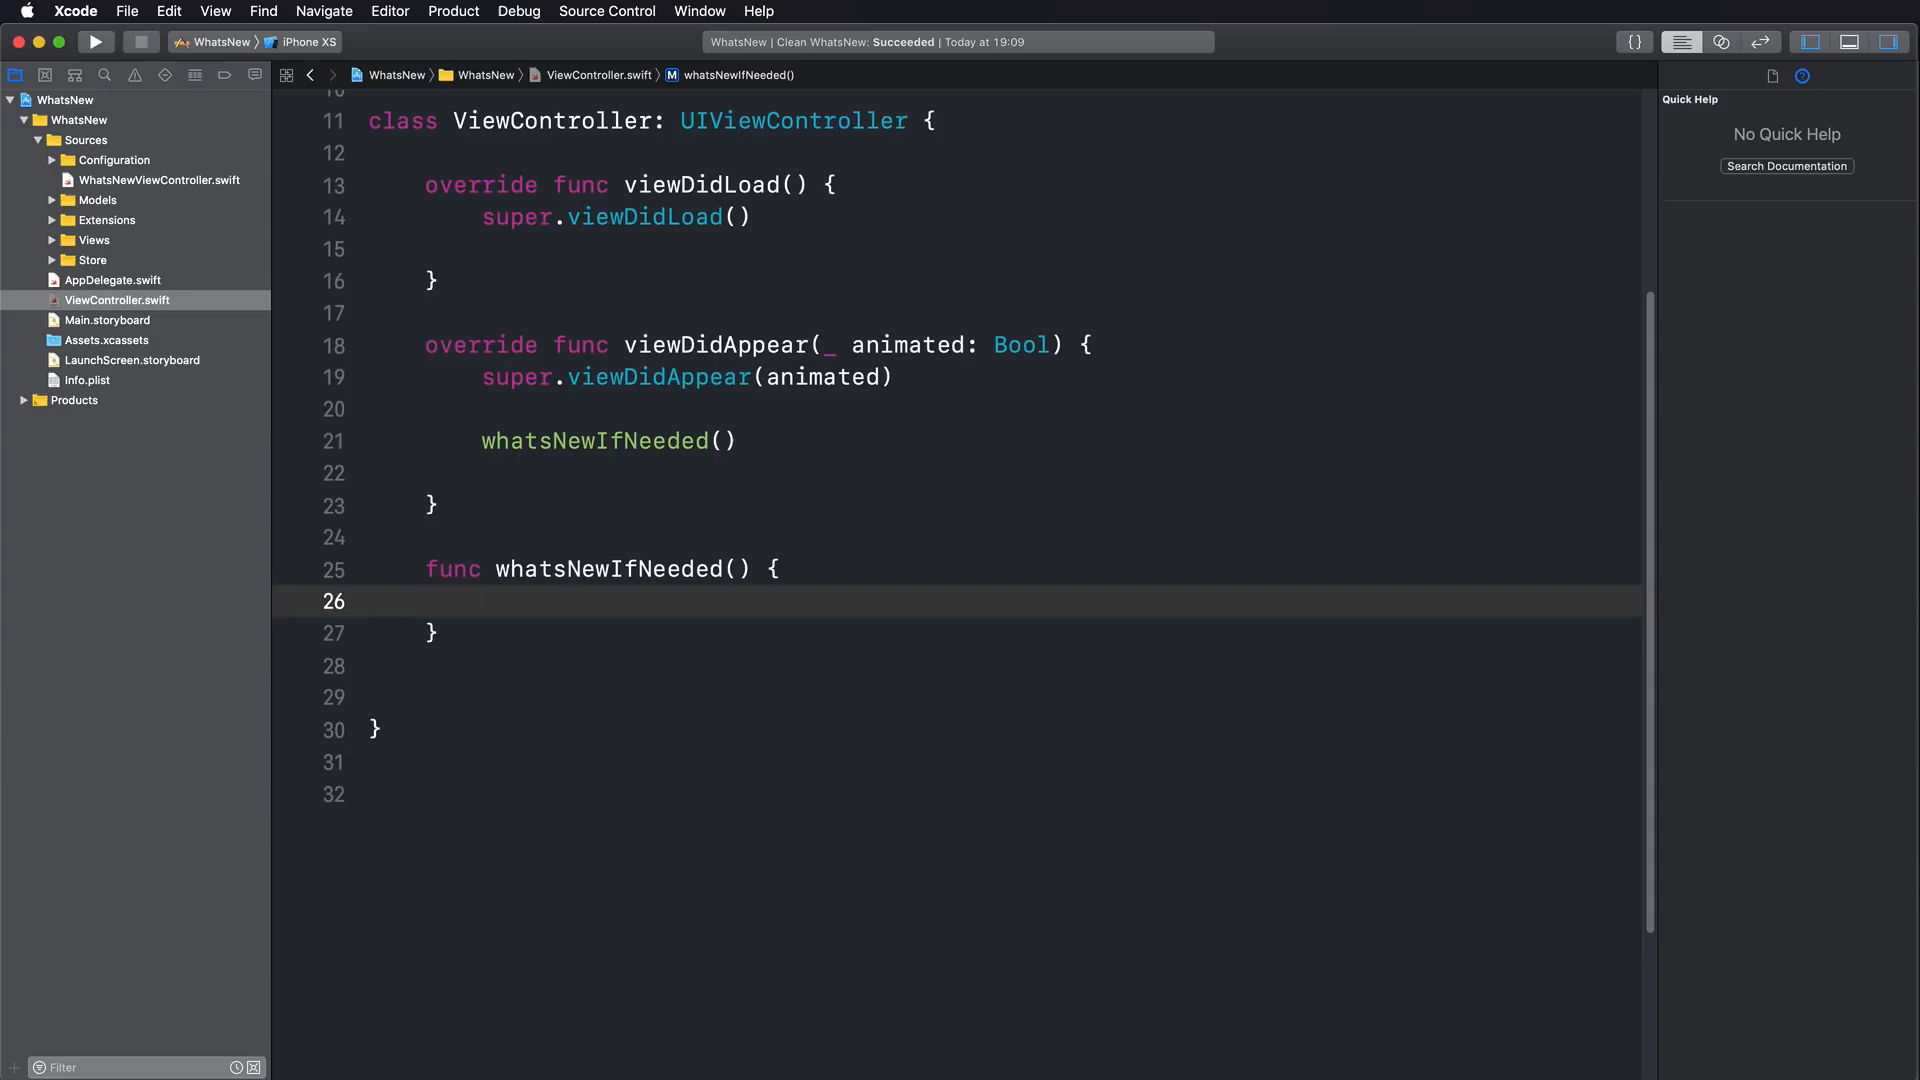 Xcode File Edit View Find Navigate Editor Product Debug Source Control Window Help
WhatsNew iPhone XS
WhatsNew | Clean WhatsNew: Succeeded | Today at 19:09
{}
WhatsNew WhatsNew ViewController.swift M whatsNewIfNeeded()
WhatsNew
WhatsNew
Sources
Configuration
WhatsNewViewController.swift
Models
Extensions
Views
Store
AppDelegate.swift
ViewController.swift
Main.storyboard
Assets.xcassets
LaunchScreen.storyboard
Info.plist
Products
Filter
10
11 class ViewController: UIViewController {
12
13 override func viewDidLoad() {
14 super.viewDidLoad()
15
16 }
17
18 override func viewDidAppear(_ animated: Bool) {
19 super.viewDidAppear(animated)
20
21 whatsNewIfNeeded()
22
23 }
24
25 func whatsNewIfNeeded() {
26
27 }
28
29
30 }
31
32
Quick Help
No Quick Help
Search Documentation